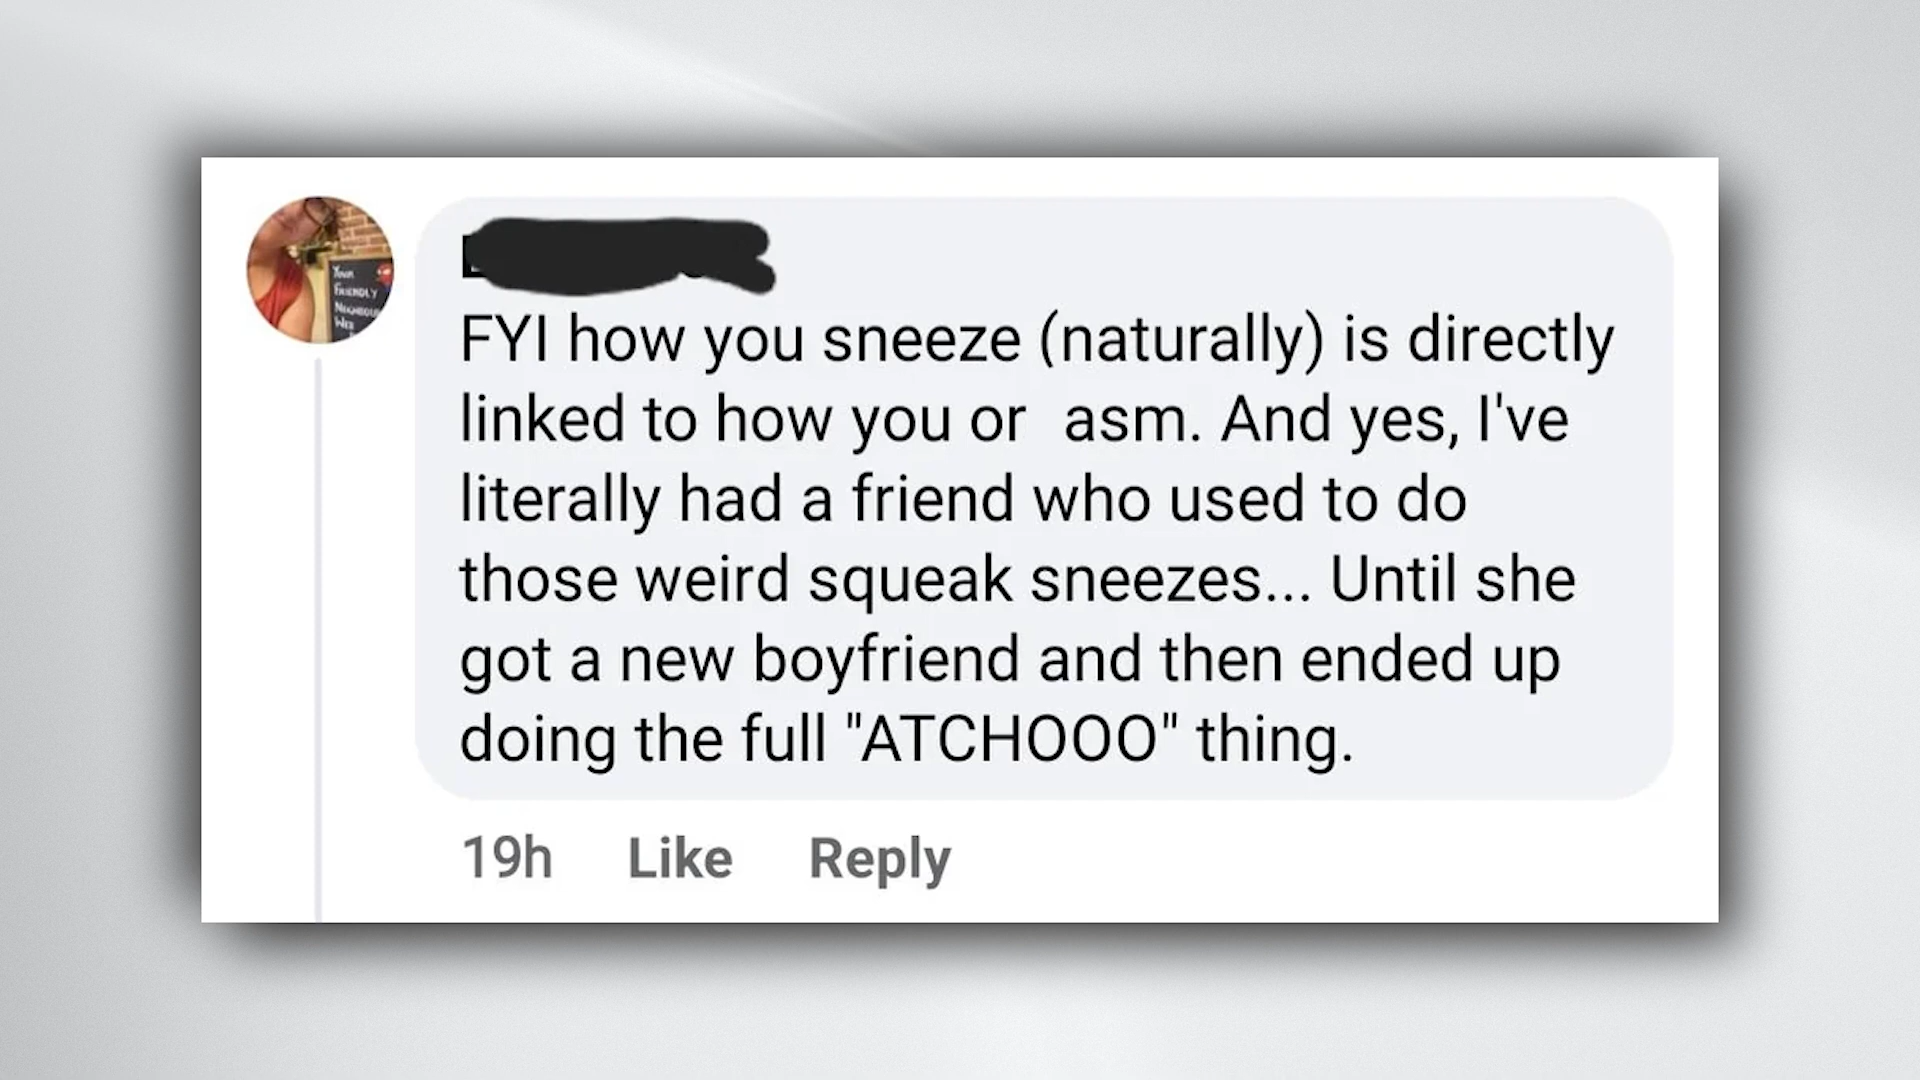 Your
Friendly
FYI how you sneeze (naturally) is directly
linked to how you or  asm. And yes, I've
literally had a friend who used to do
those weird squeak sneezes... Until she
got a new boyfriend and then ended up
doing the full "ATCHOOO" thing.
19h Like Reply